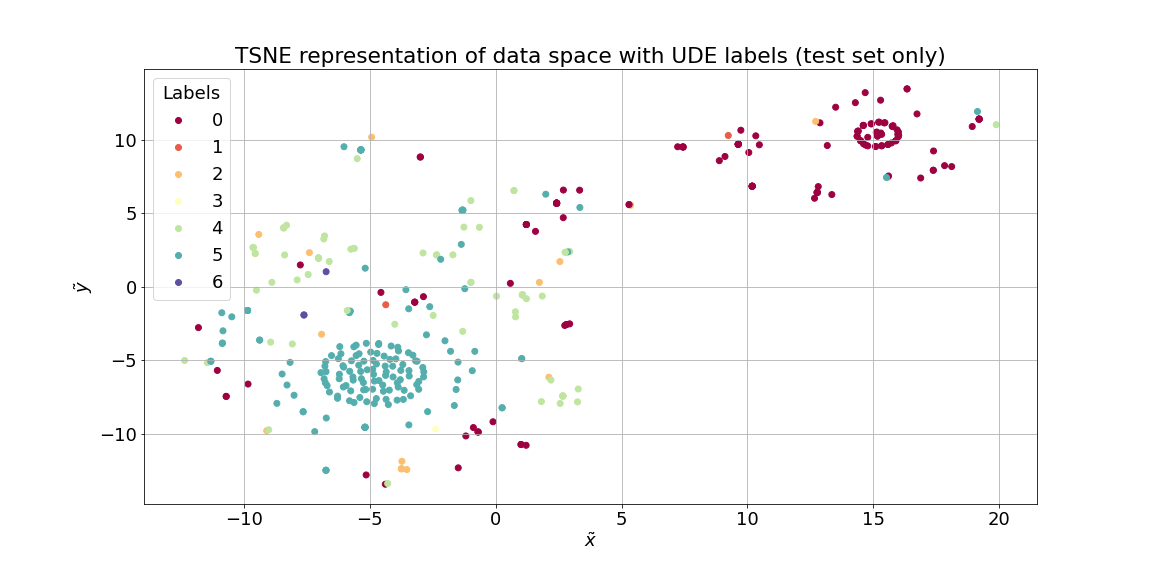 TSNE representation of data space with UDE labels (test set only)
Labels
0
1
2
3
4
5
6
10
5
0
−5
−10
ỹ
−10 −5 0 5 10 15 20
x̃